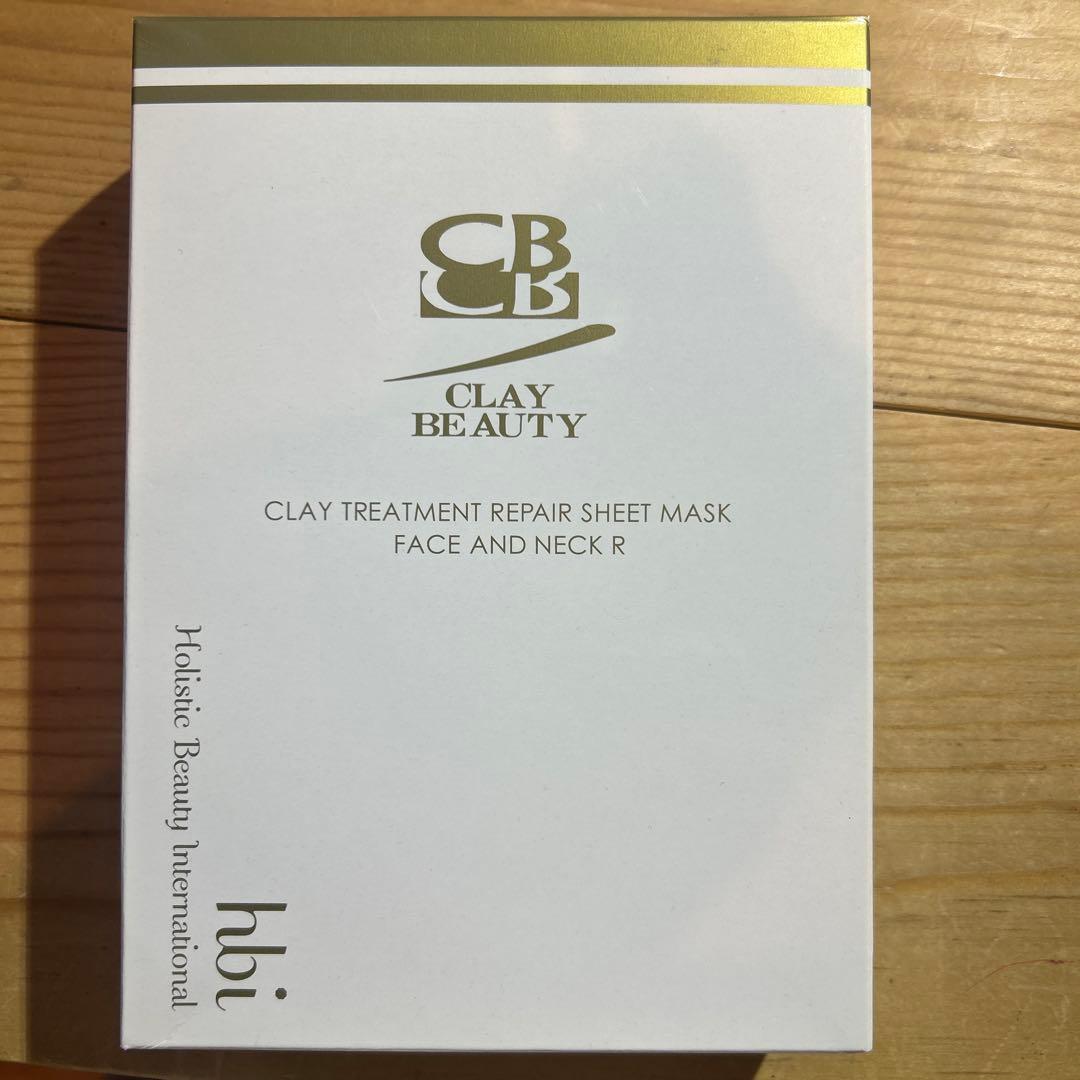 CB
CB
CLAY
BEAUTY
CLAY TREATMENT REPAIR SHEET MASK
FACE AND NECK R
Holistic Beauty International
hbi